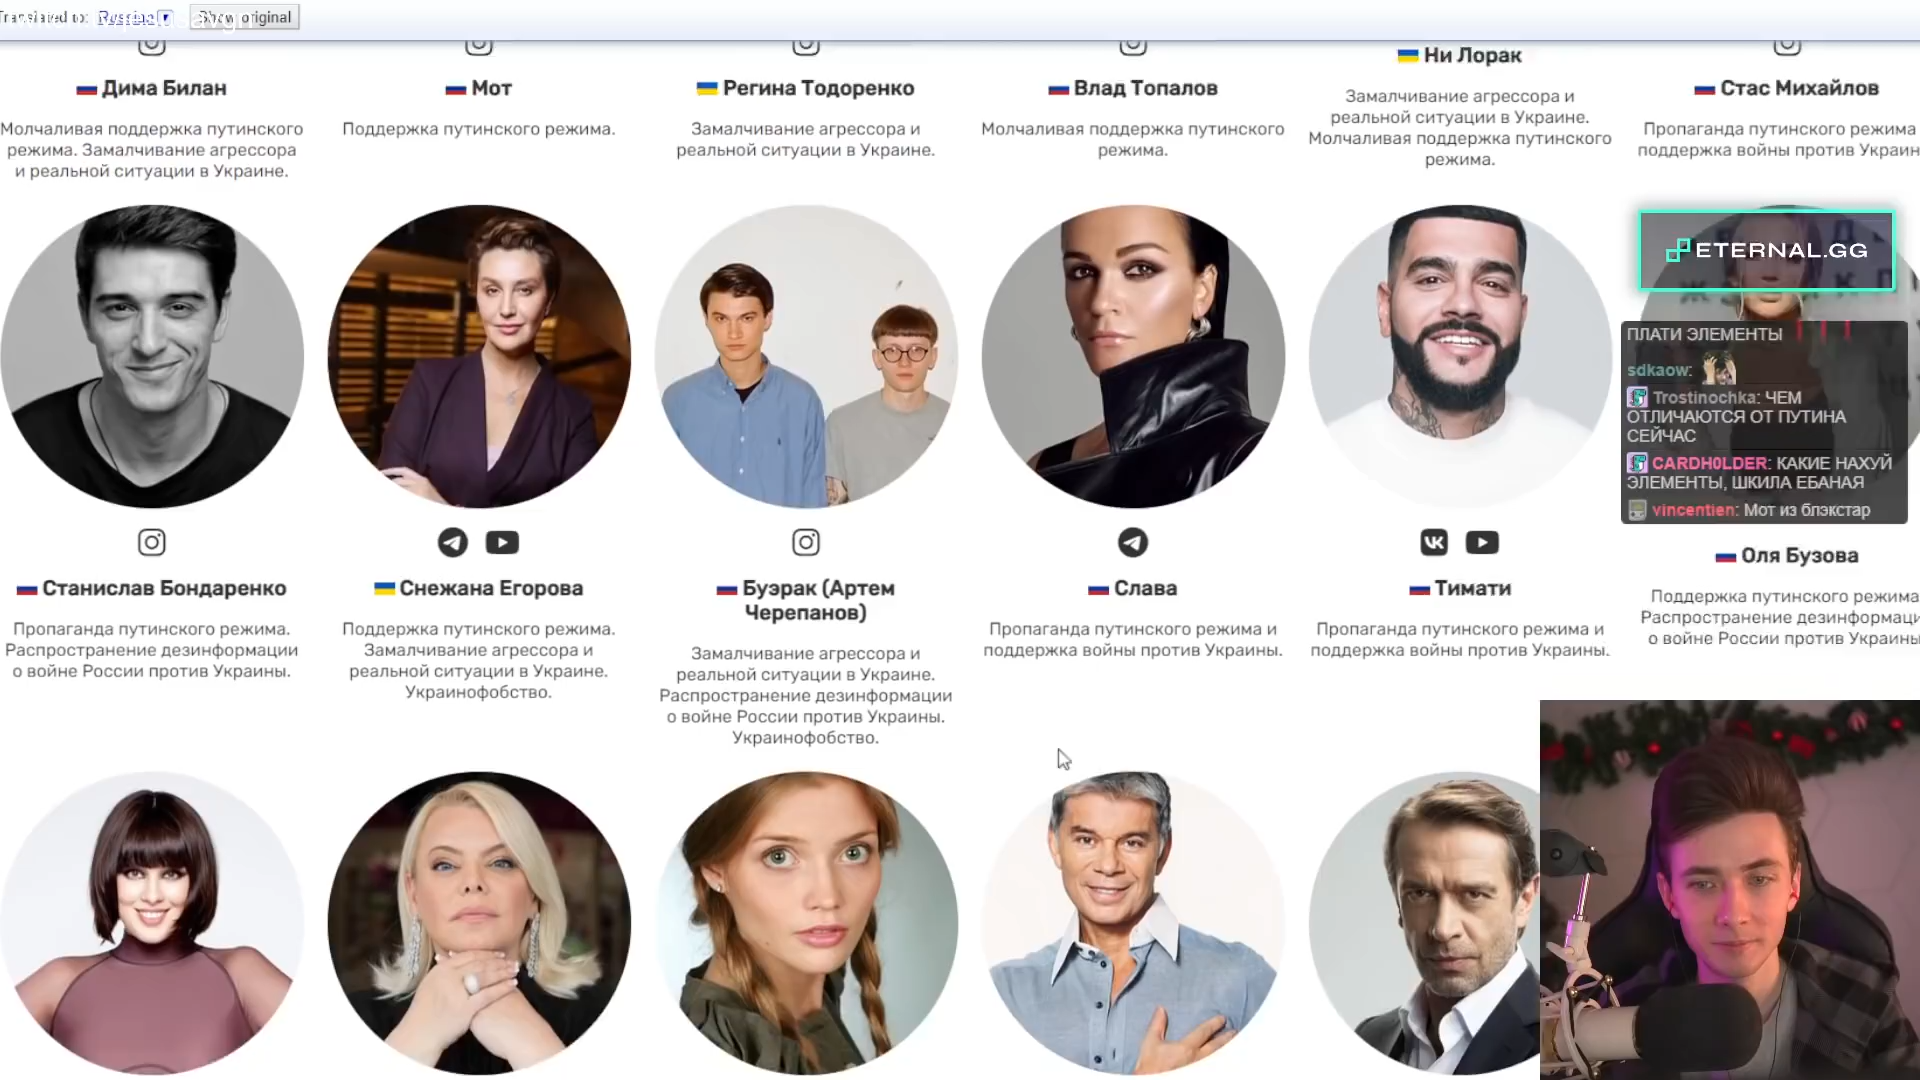 Translated to: Russian
Show original
Дима Билан
Молчаливая поддержка путинского
режима. Замалчивание агрессора
и реальной ситуации в Украине.
Мот
Поддержка путинского режима.
Регина Тодоренко
Замалчивание агрессора и
реальной ситуации в Украине.
Влад Топалов
Молчаливая поддержка путинского
режима.
Ни Лорак
Замалчивание агрессора и
реальной ситуации в Украине.
Молчаливая поддержка путинского
режима.
Стас Михайлов
Пропаганда путинского режима
поддержка войны против Украин
ETERNAL.GG
ПЛАТИ ЭЛЕМЕНТЫ
sdkaow:
Trostinochka: ЧЕМ
ОТЛИЧАЮТСЯ ОТ ПУТИНА
СЕЙЧАС
CARDH0LDER: КАКИЕ НАХУЙ
ЭЛЕМЕНТЫ, ШКИЛА ЕБАНАЯ
vincentien: Мот из блэкстар
Станислав Бондаренко
Пропаганда путинского режима.
Распространение дезинформации
о войне России против Украины.
Снежана Егорова
Поддержка путинского режима.
Замалчивание агрессора и
реальной ситуации в Украине.
Украинофобство.
Буэрак (Артем
Черепанов)
Замалчивание агрессора и
реальной ситуации в Украине.
Распространение дезинформации
о войне России против Украины.
Украинофобство.
Слава
Пропаганда путинского режима и
поддержка войны против Украины.
Тимати
Пропаганда путинского режима и
поддержка войны против Украины.
Оля Бузова
Поддержка путинского режима
Распространение дезинформаци
о войне России против Украины